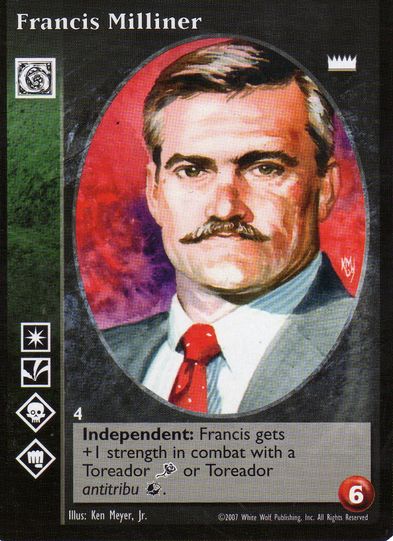 Francis Milliner
KMJr
4
Independent: Francis gets
+1 strength in combat with a
Toreador or Toreador
antitribu .
6
Illus: Ken Meyer, Jr.
©2007 White Wolf Publishing, Inc. All Rights Reserved